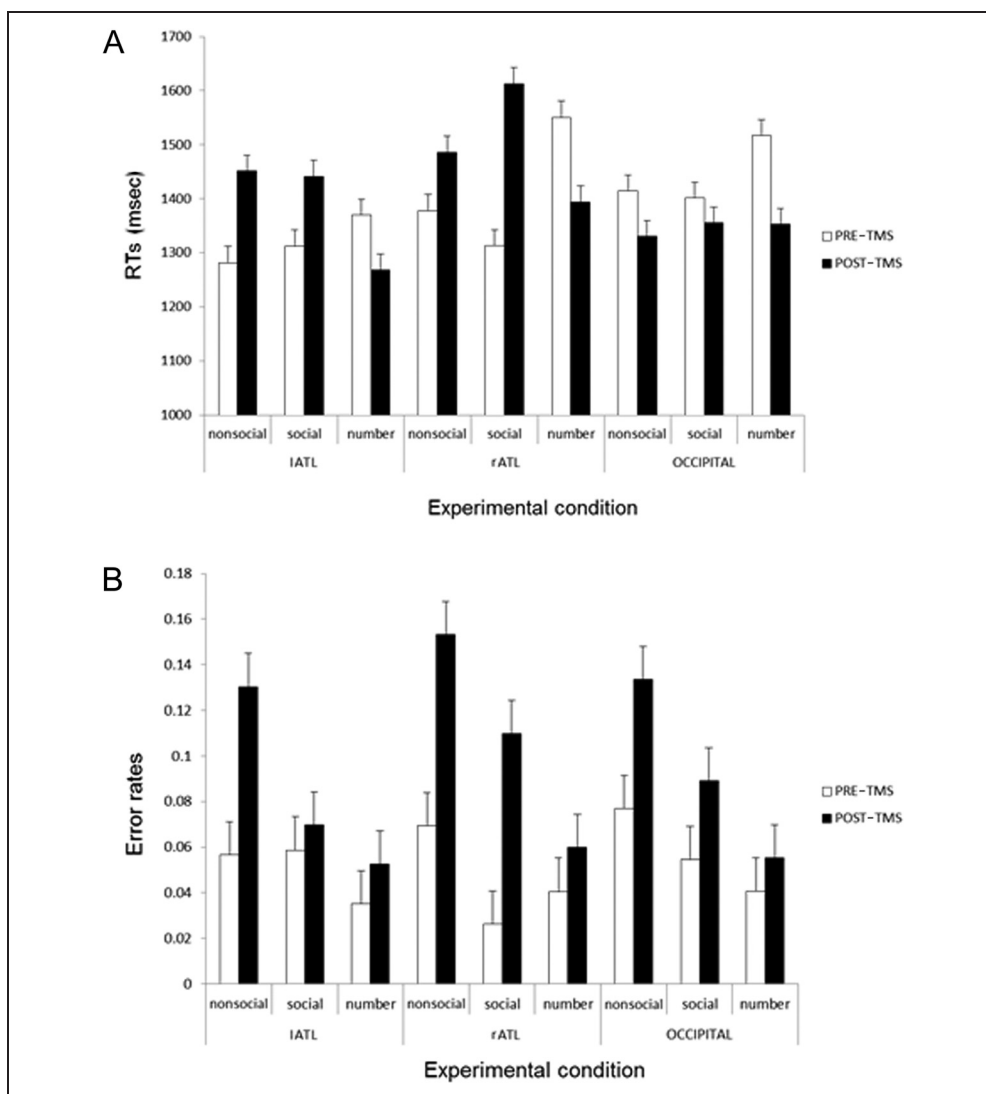 A
1700
1600
1500
1400
1300
1200
1100
1000
RTs (msec)
nonsocial social number nonsocial social number nonsocial social number
lATL rATL OCCIPITAL
Experimental condition
PRE-TMS
POST-TMS
B
0.18
0.16
0.14
0.12
0.1
0.08
0.06
0.04
0.02
0
Error rates
nonsocial social number nonsocial social number nonsocial social number
lATL rATL OCCIPITAL
Experimental condition
PRE-TMS
POST-TMS